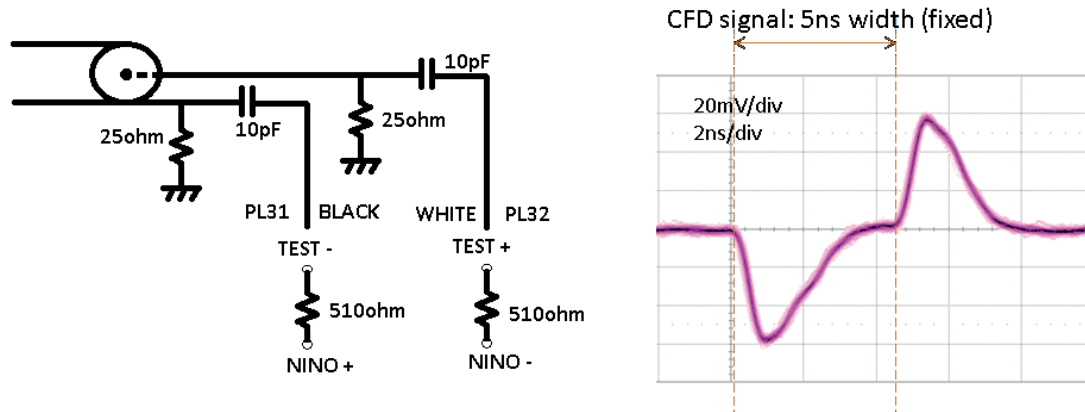 CFD signal: 5ns width (fixed)
10pF
20mV/div
2ns/div
25ohm
10pF
25ohm
PL31 BLACK WHITE PL32
TEST - TEST +
510ohm 510ohm
NINO + NINO -